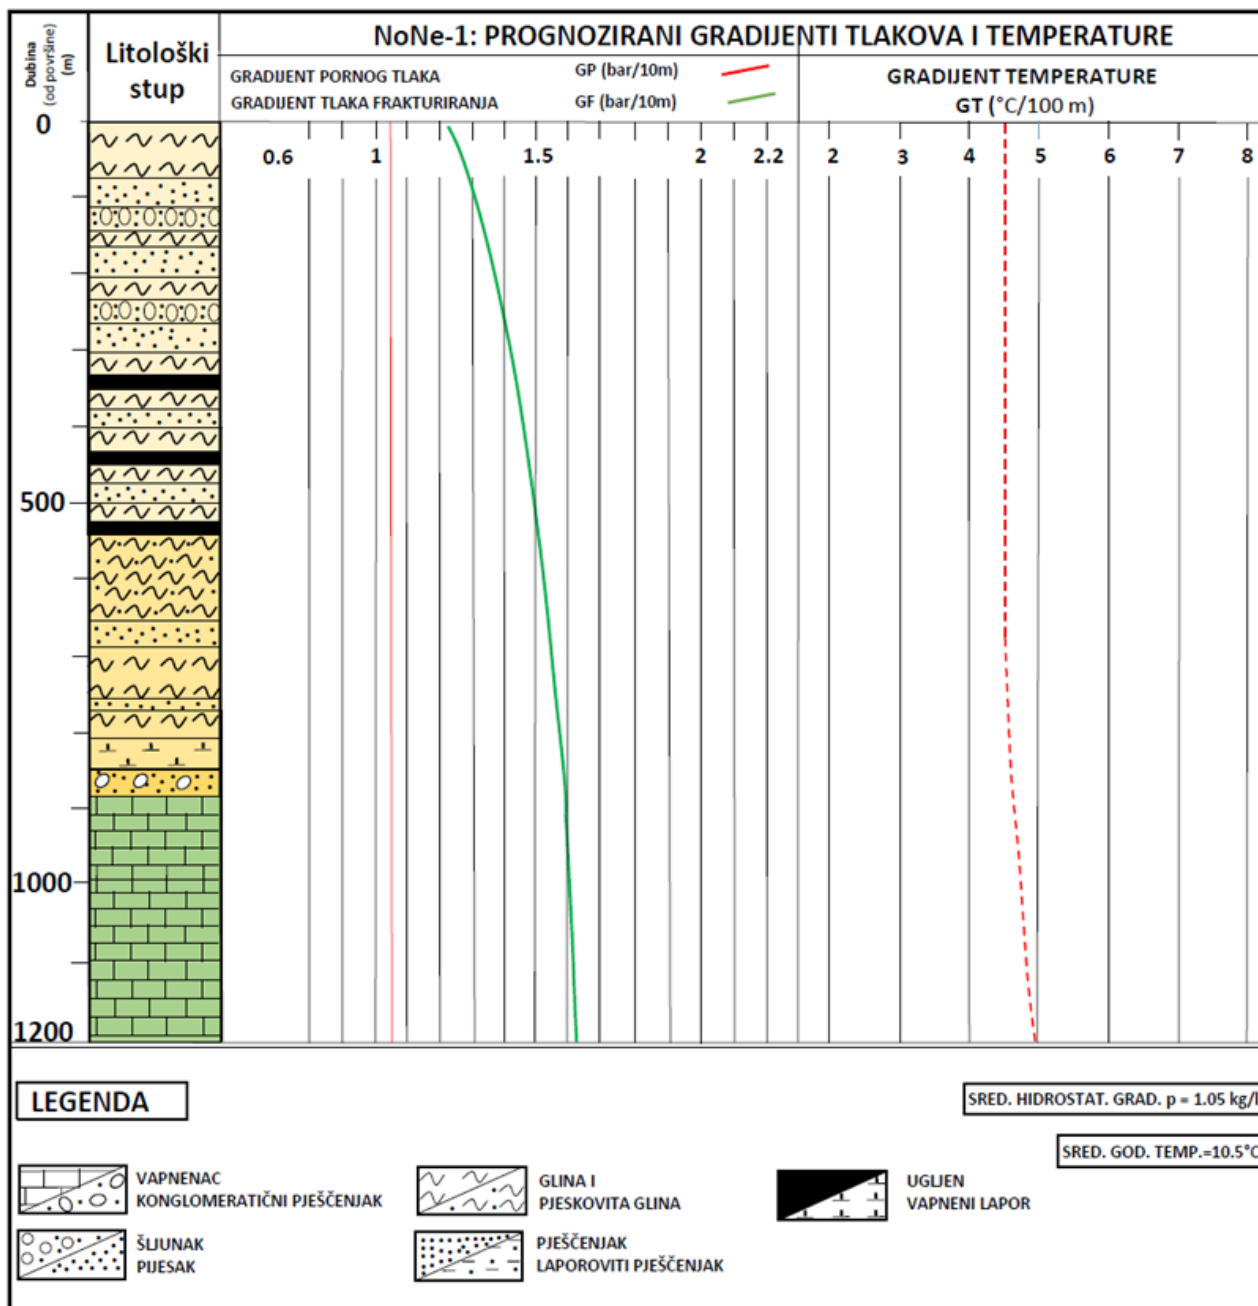 Dubina
(od površine)
(m)
Litološki
stup
NoNe-1: PROGNOZIRANI GRADIJENTI TLAKOVA I TEMPERATURE
GRADIJENT PORNOG TLAKA GP (bar/10m)
GRADIJENT TLAKA FRAKTURIRANJA GF (bar/10m)
GRADIJENT TEMPERATURE
GT (°C/100 m)
0
0.6 1 1.5 2 2.2 2 3 4 5 6 7 8
500
1000
1200
LEGENDA
SRED. HIDROSTAT. GRAD. p = 1.05 kg/l
SRED. GOD. TEMP.=10.5°C
VAPNENAC
KONGLOMERATIČNI PJEŠČENJAK
GLINA I
PJESKOVITA GLINA
UGLJEN
VAPNENI LAPOR
ŠLJUNAK
PIJESAK
PJEŠČENJAK
LAPOROVITI PJEŠČENJAK